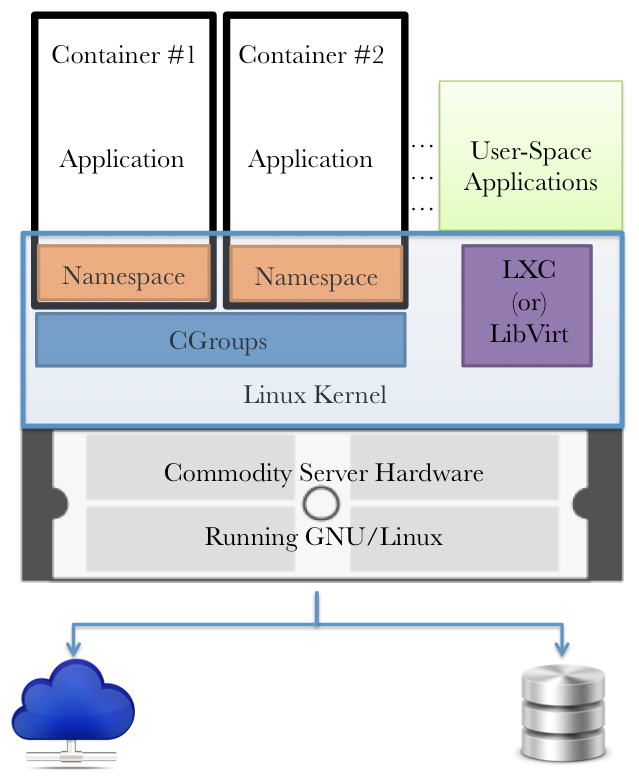 Container #1
Container #2
Application
Application
...
...
...
User-Space
Applications
Namespace
Namespace
LXC
(or)
LibVirt
CGroups
Linux Kernel
Commodity Server Hardware
Running GNU/Linux